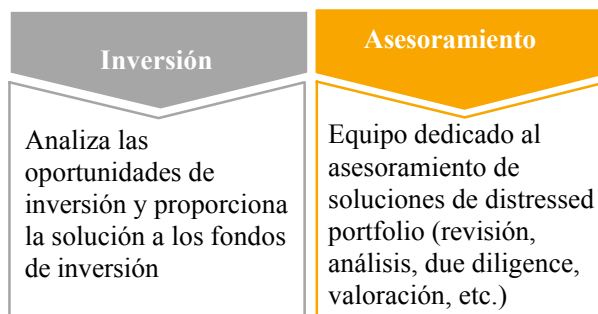 Inversión
Analiza las
oportunidades de
inversión y proporciona
la solución a los fondos
de inversión
Asesoramiento
Equipo dedicado al
asesoramiento de
soluciones de distressed
portfolio (revisión,
análisis, due diligence,
valoración, etc.)